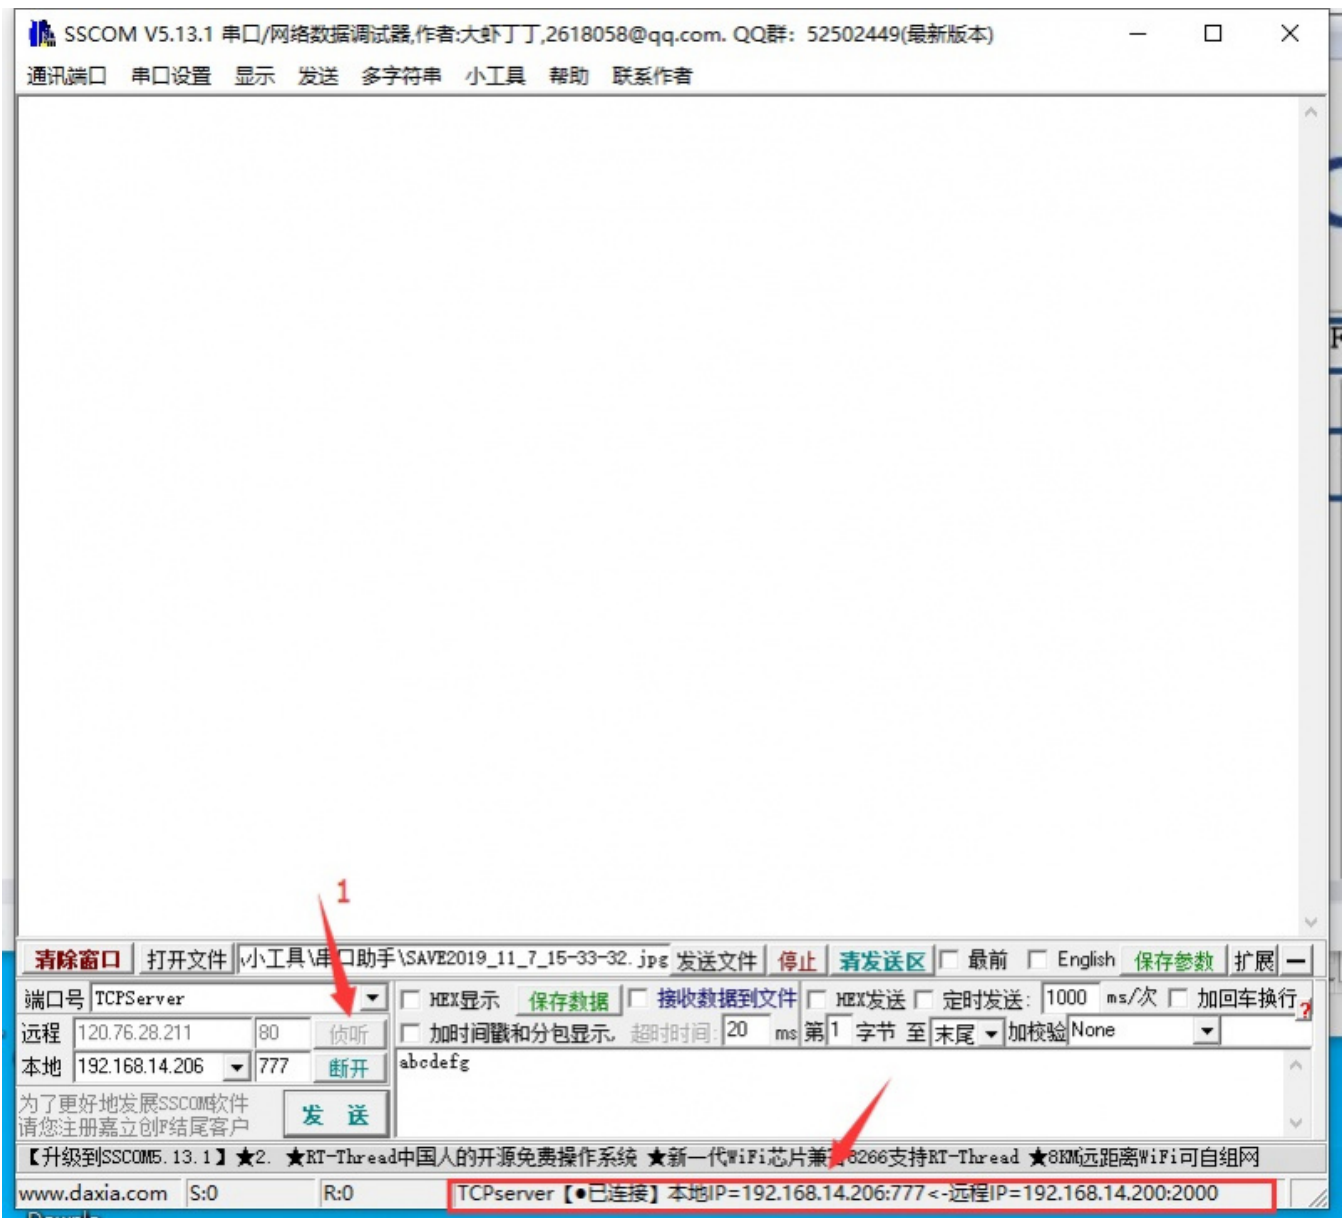 SSCOM V5.13.1 串口/网络数据调试器,作者:大虾丁丁,2618058@qq.com. QQ群: 52502449(最新版本)
通讯端口 串口设置 显示 发送 多字符串 小工具 帮助 联系作者
1
清除窗口 打开文件 \小工具\串口助手\SAVE2019_11_7_15-33-32.jpg 发送文件 停止 清发送区 最前 English 保存参数 扩展 —
端口号 TCPServer HEX显示 保存数据 接收数据到文件 HEX发送 定时发送: 1000 ms/次 加回车换行 ?
远程 120.76.28.211 80 侦听 加时间戳和分包显示, 超时时间: 20 ms 第1 字节 至 末尾 加校验 None
本地 192.168.14.206 777 断开 abcdefg
为了更好地发展SSCOM软件
请您注册嘉立创F结尾客户 发 送
【升级到SSCOM5.13.1】★2. ★RT-Thread中国人的开源免费操作系统 ★新一代WiFi芯片兼 8266支持RT-Thread ★8KM远距离WiFi可自组网
www.daxia.com S:0 R:0 TCPserver【●已连接】本地IP=192.168.14.206:777<-远程IP=192.168.14.200:2000